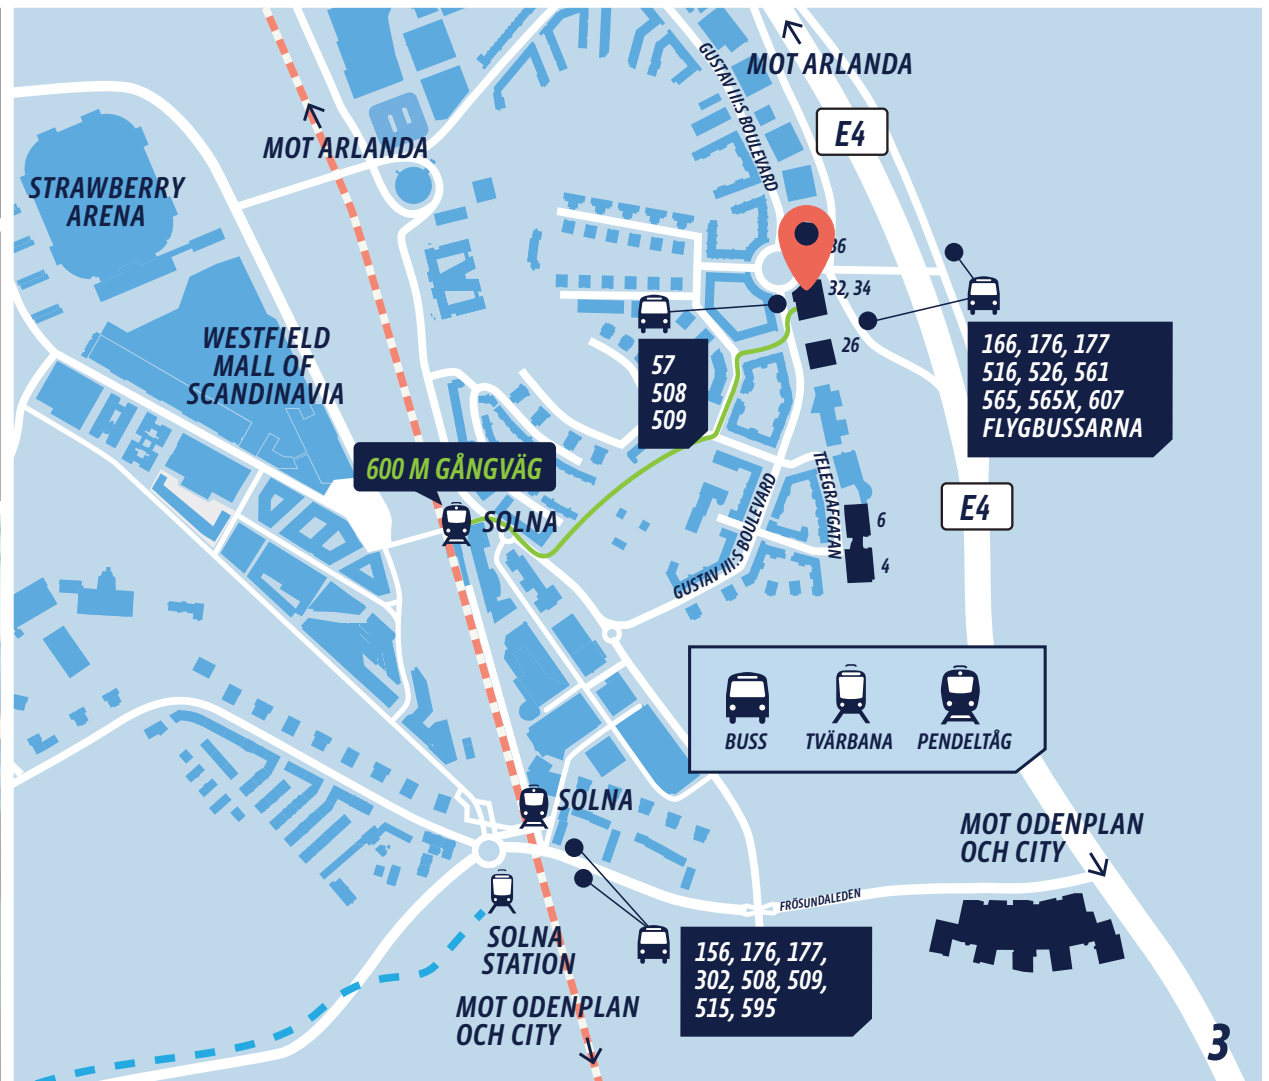 GUSTAV III:S BOULEVARD
MOT ARLANDA
E4
MOT ARLANDA
STRAWBERRY
ARENA
36
32, 34
26
WESTFIELD
MALL OF
SCANDINAVIA
57
508
509
166, 176, 177
516, 526, 561
565, 565X, 607
FLYGBUSSARNA
600 M GÅNGVÄG
SOLNA
TELEGRAFGATAN
GUSTAV III:S BOULEVARD
E4
6
4
BUSS
TVÄRBANA
PENDELTÅG
SOLNA
MOT ODENPLAN
OCH CITY
FRÖSUNDALEDEN
SOLNA
STATION
156, 176, 177,
302, 508, 509,
515, 595
MOT ODENPLAN
OCH CITY
3